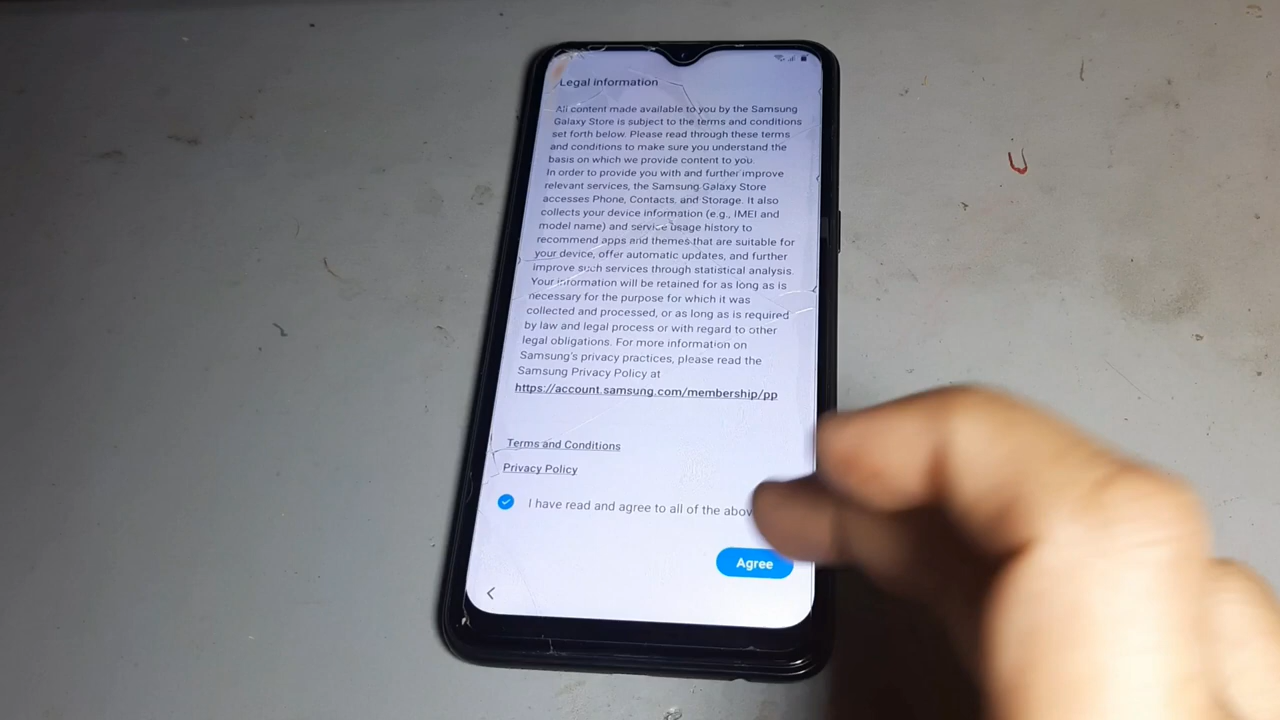 Legal information
All content made available to you by the Samsung
Galaxy Store is subject to the terms and conditions
set forth below. Please read through these terms
and conditions to make sure you understand the
basis on which we provide content to you.
In order to provide you with and further improve
relevant services, the Samsung Galaxy Store
accesses Phone, Contacts, and Storage. It also
collects your device information (e.g., IMEI and
model name) and service usage history to
recommend apps and themes that are suitable for
your device, offer automatic updates, and further
improve such services through statistical analysis.
Your information will be retained for as long as is
necessary for the purpose for which it was
collected and processed, or as long as is required
by law and legal process or with regard to other
legal obligations. For more information on
Samsung's privacy practices, please read the
Samsung Privacy Policy at
https://account.samsung.com/membership/pp
Terms and Conditions
Privacy Policy
I have read and agree to all of the above
Agree